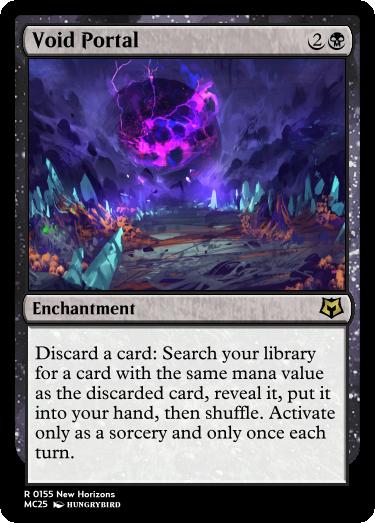 Void Portal 2
Enchantment
Discard a card: Search your library
for a card with the same mana value
as the discarded card, reveal it, put it
into your hand, then shuffle. Activate
only as a sorcery and only once each
turn.
R 0155 New Horizons
MC25 HUNGRYBIRD